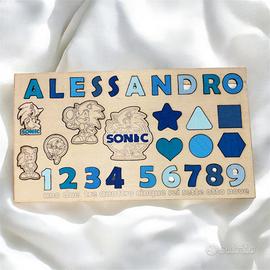 ALESSANDRO
SONIC
SONIC
123456789
uno due tre quattro cinque sei sette otto nove